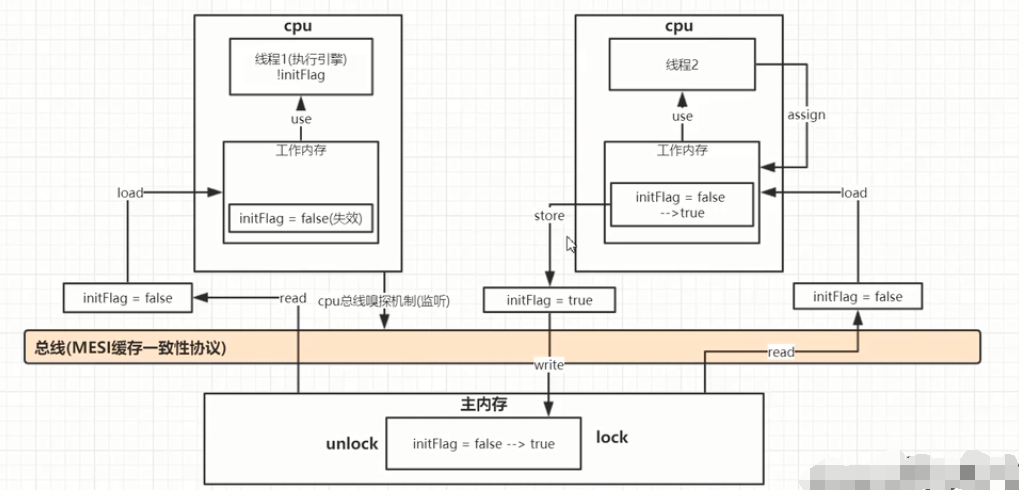 cpu
线程1(执行引擎)
!initFlag
use
工作内存
load
initFlag = false(失效)
initFlag = false
read
cpu总线嗅探机制(监听)
cpu
线程2
assign
use
工作内存
initFlag = false
-->true
store
load
initFlag = true
initFlag = false
总线(MESI缓存一致性协议)
write
read
主内存
unlock
initFlag = false --> true
lock